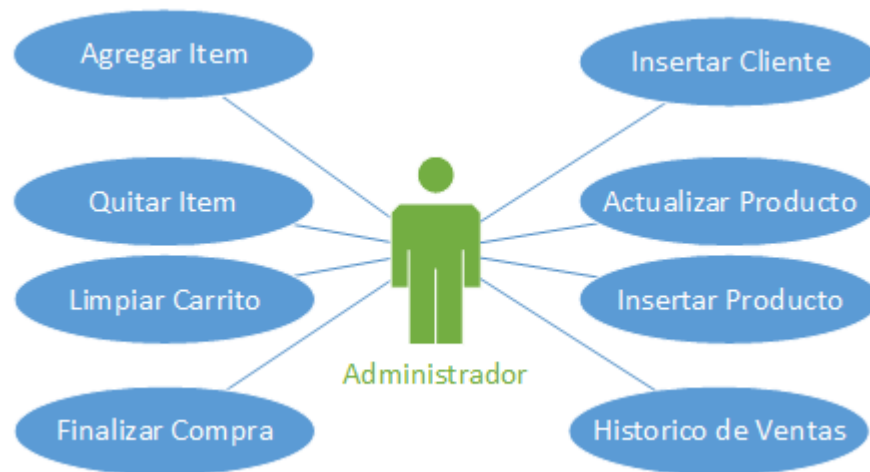 Agregar Item
Insertar Cliente
Quitar Item
Actualizar Producto
Limpiar Carrito
Insertar Producto
Administrador
Finalizar Compra
Historico de Ventas